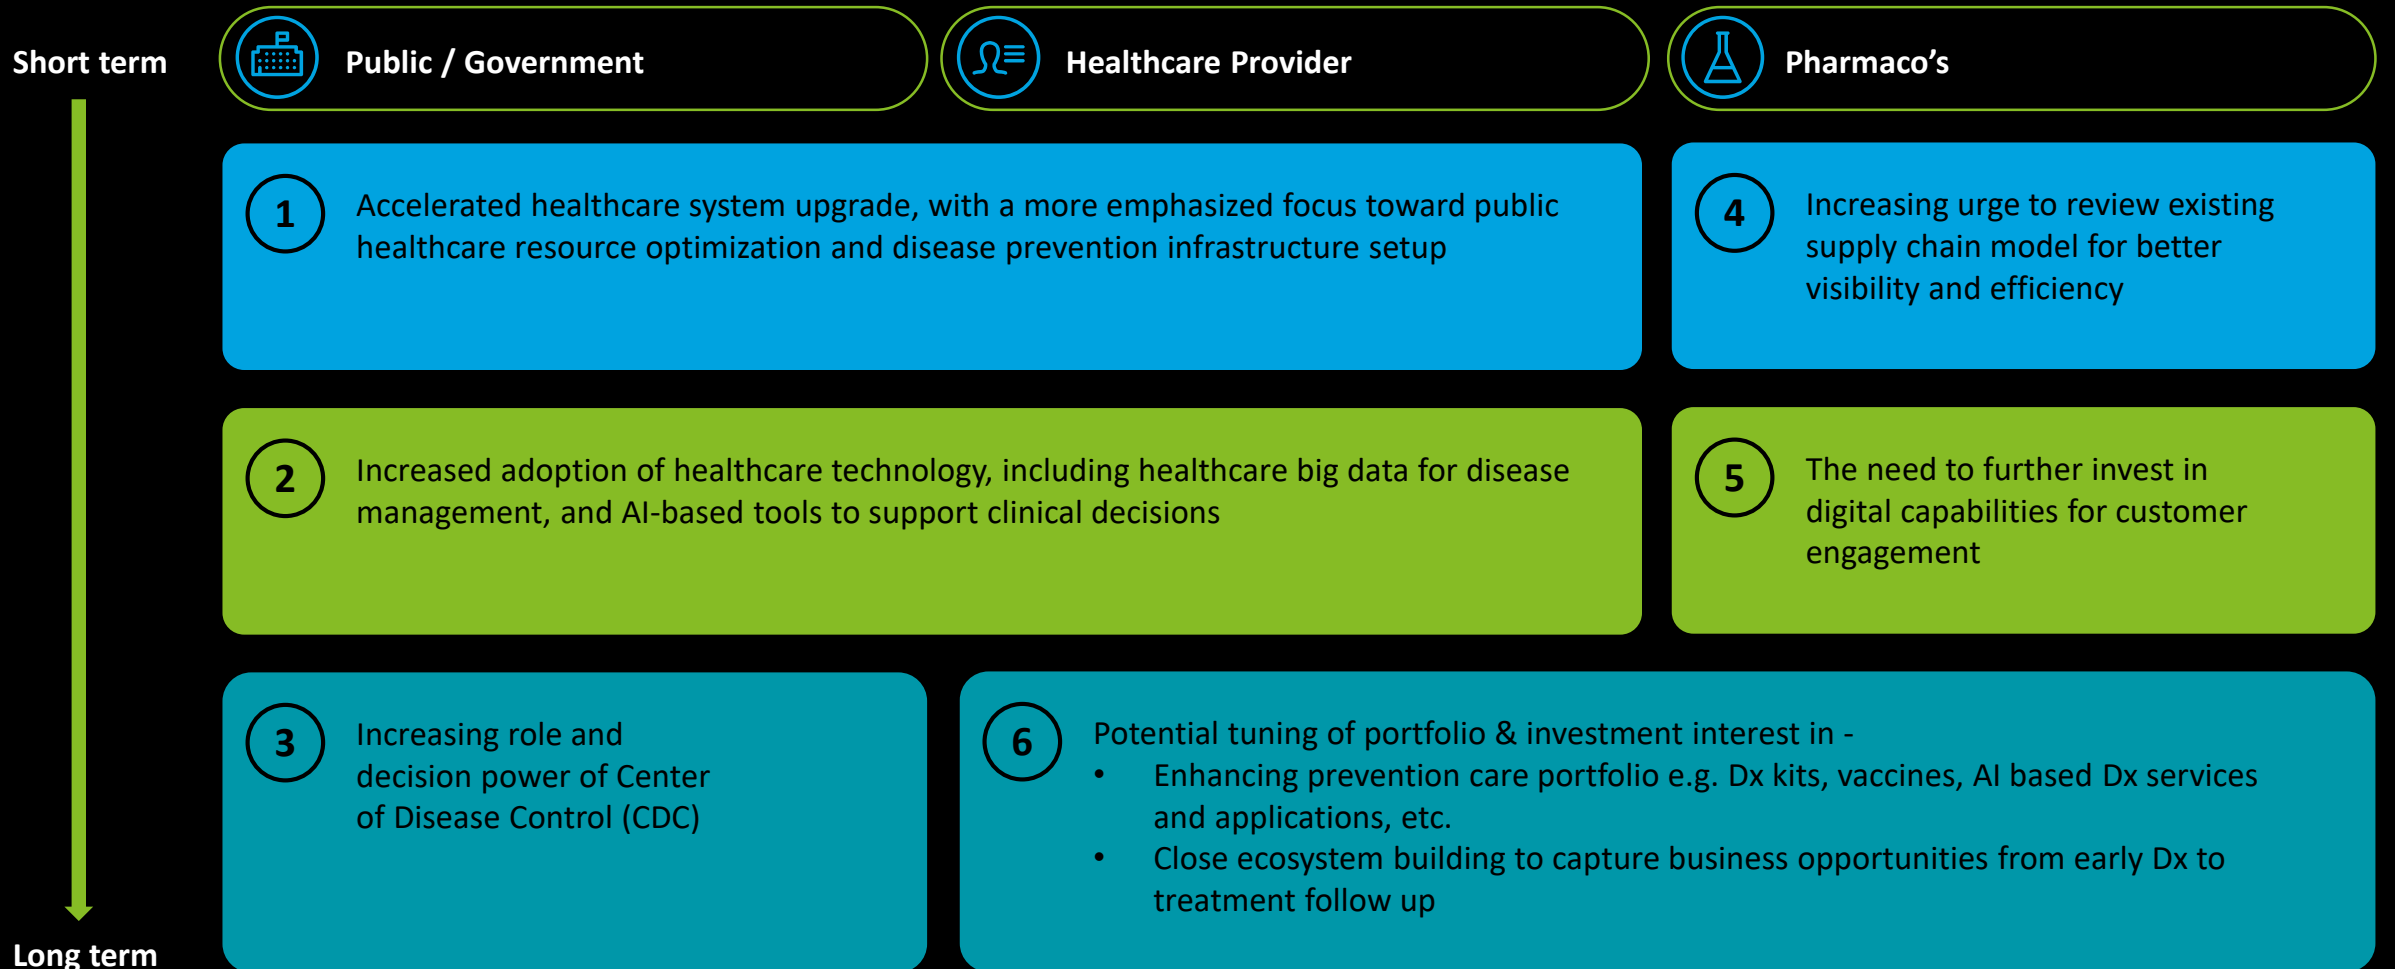 Short term
Public / Government
Healthcare Provider
Pharmaco’s
1
Accelerated healthcare system upgrade, with a more emphasized focus toward public
healthcare resource optimization and disease prevention infrastructure setup
4
Increasing urge to review existing
supply chain model for better
visibility and efficiency
2
Increased adoption of healthcare technology, including healthcare big data for disease
management, and AI-based tools to support clinical decisions
5
The need to further invest in
digital capabilities for customer
engagement
3
Increasing role and
decision power of Center
of Disease Control (CDC)
6
Potential tuning of portfolio & investment interest in -
• Enhancing prevention care portfolio e.g. Dx kits, vaccines, AI based Dx services
and applications, etc.
• Close ecosystem building to capture business opportunities from early Dx to
treatment follow up
Long term